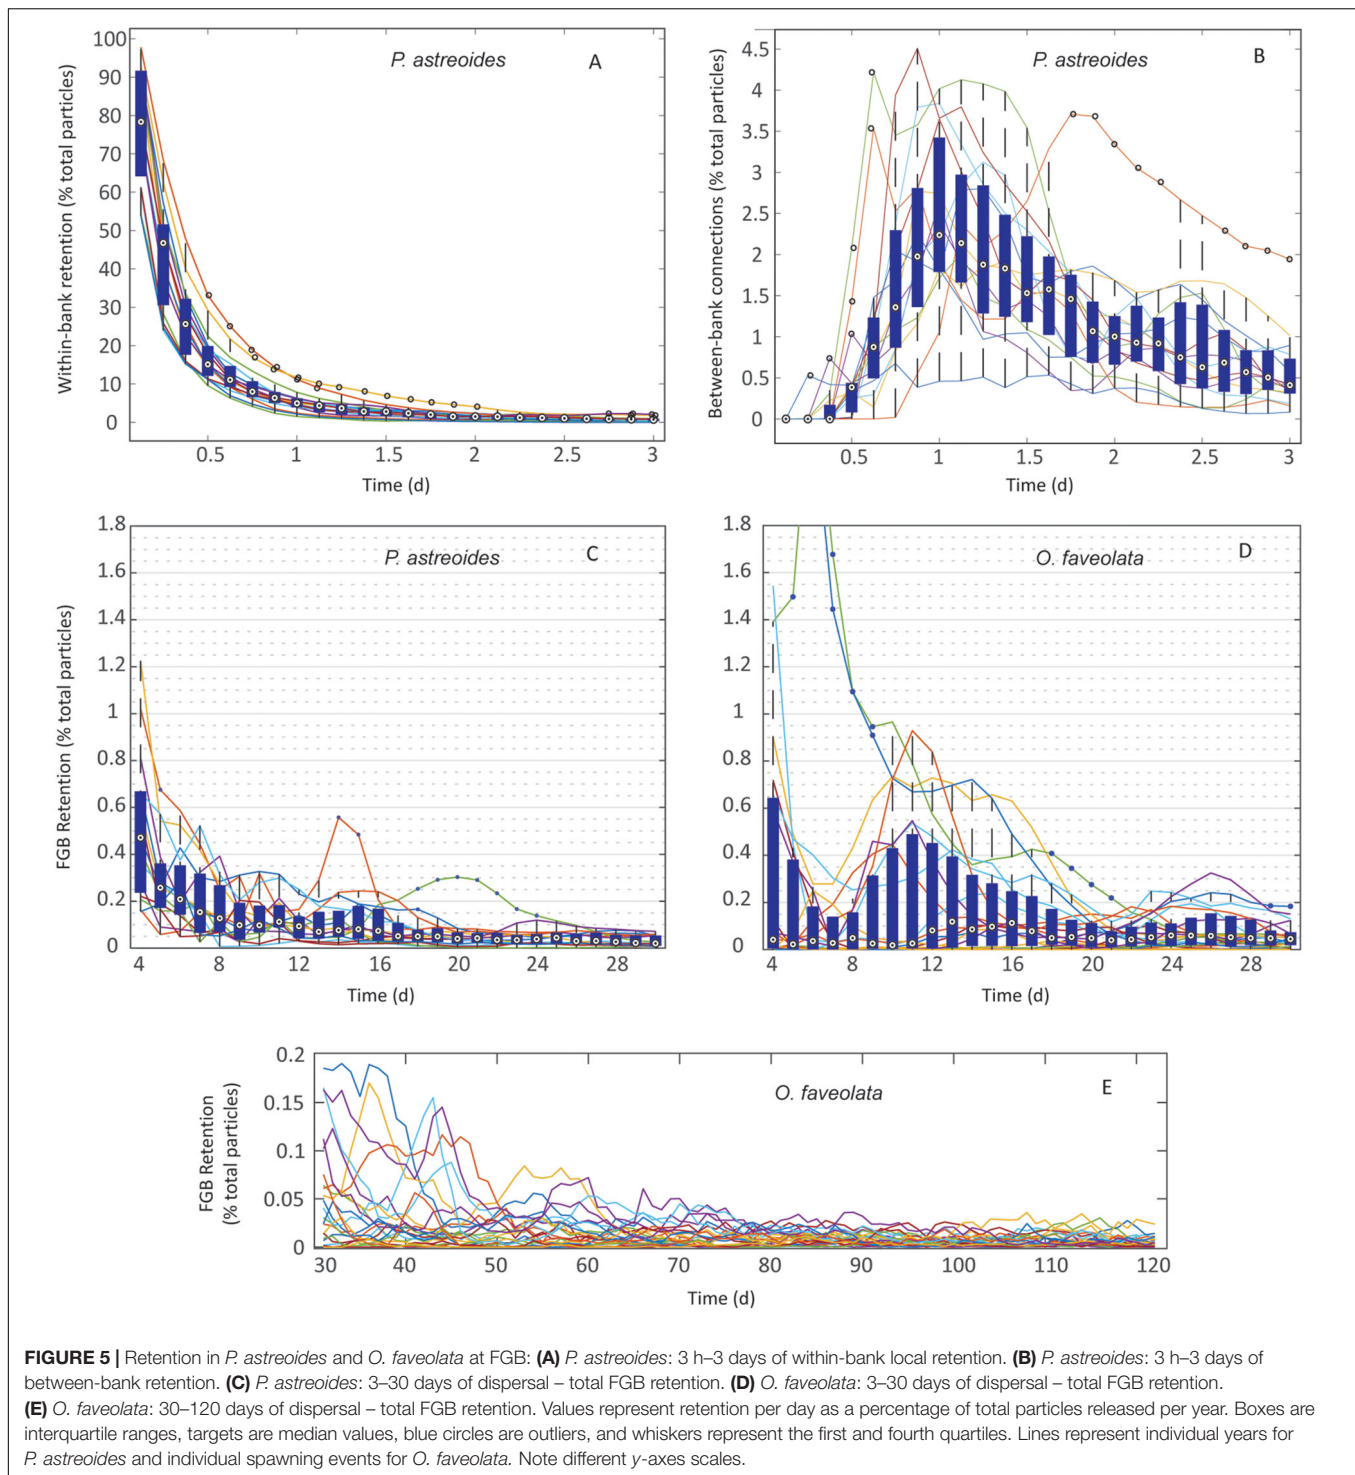 100
90
80
70
60
50
40
30
20
10
0
Within-bank retention (% total particles)
P. astreoides
A
0.5 1 1.5 2 2.5 3
Time (d)
4.5
4
3.5
3
2.5
2
1.5
1
0.5
0
Between-bank connections (% total particles)
P. astreoides
B
0.5 1 1.5 2 2.5 3
Time (d)
1.8
1.6
1.4
1.2
1
0.8
0.6
0.4
0.2
0
FGB Retention (% total particles)
P. astreoides
C
4 8 12 16 20 24 28
Time (d)
1.8
1.6
1.4
1.2
1
0.8
0.6
0.4
0.2
0
O. faveolata
D
4 8 12 16 20 24 28
Time (d)
0.2
0.15
0.1
0.05
0
FGB Retention
(% total particles)
O. faveolata
E
30 40 50 60 70 80 90 100 110 120
Time (d)
FIGURE 5 | Retention in P. astreoides and O. faveolata at FGB: (A) P. astreoides: 3 h–3 days of within-bank local retention. (B) P. astreoides: 3 h–3 days of
between-bank retention. (C) P. astreoides: 3–30 days of dispersal – total FGB retention. (D) O. faveolata: 3–30 days of dispersal – total FGB retention.
(E) O. faveolata: 30–120 days of dispersal – total FGB retention. Values represent retention per day as a percentage of total particles released per year. Boxes are
interquartile ranges, targets are median values, blue circles are outliers, and whiskers represent the first and fourth quartiles. Lines represent individual years for
P. astreoides and individual spawning events for O. faveolata. Note different y-axes scales.